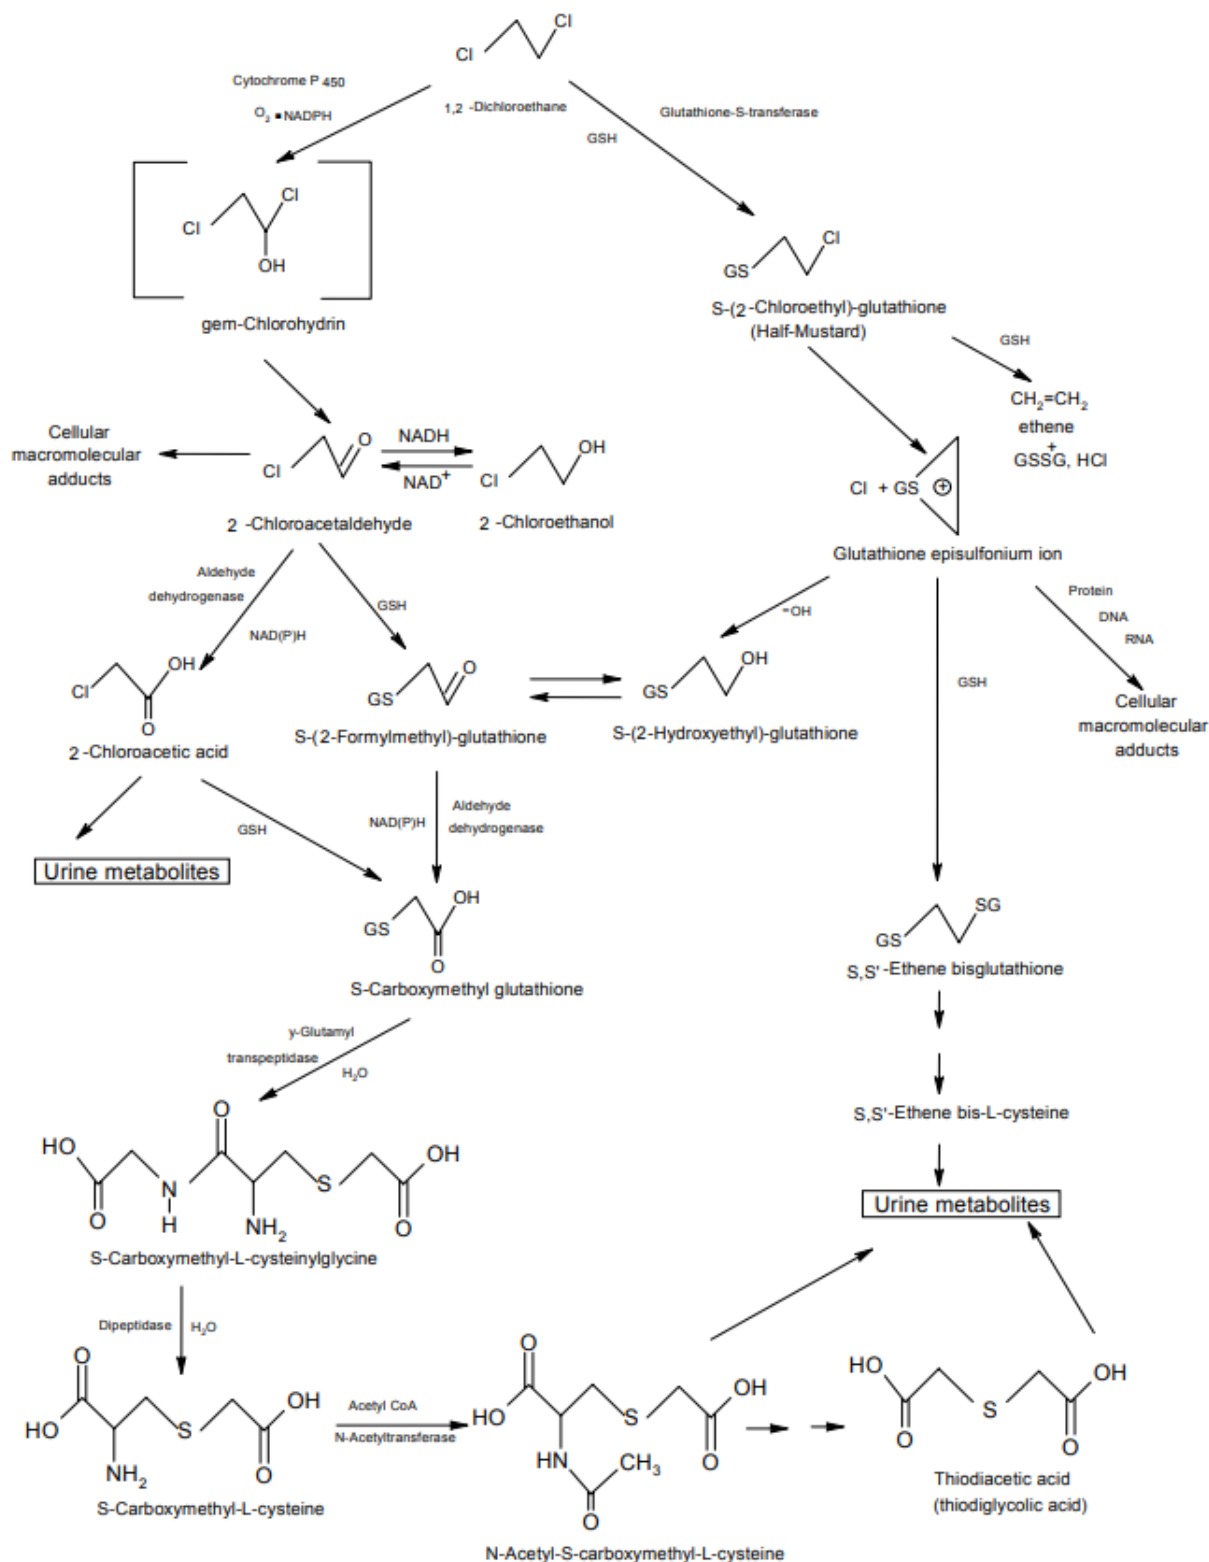 Cl
Cl
Cytochrome P 450
O2 ▪ NADPH
1,2 -Dichloroethane
Glutathione-S-transferase
GSH
Cl
Cl
OH
gem-Chlorohydrin
Cl
GS
S-(2-Chloroethyl)-glutathione
(Half-Mustard)
GSH
CH2=CH2
ethene
+
GSSG, HCl
Cellular
macromolecular
adducts
O
Cl
NADH
NAD+
OH
Cl
2 -Chloroacetaldehyde
2 -Chloroethanol
Cl + GS +
Glutathione episulfonium ion
Aldehyde
dehydrogenase
NAD(P)H
GSH
-OH
Protein
DNA
RNA
GSH
Cellular
macromolecular
adducts
OH
Cl
O
2 -Chloroacetic acid
O
GS
S-(2-Formylmethyl)-glutathione
OH
GS
S-(2-Hydroxyethyl)-glutathione
GSH
NAD(P)H
Aldehyde
dehydrogenase
Urine metabolites
OH
GS
O
S-Carboxymethyl glutathione
SG
GS
S,S' -Ethene bisglutathione
y-Glutamyl
transpeptidase
H2O
S,S'-Ethene bis-L-cysteine
Urine metabolites
O
HO
OH
N
S
O
H
NH2
O
S-Carboxymethyl-L-cysteinylglycine
Dipeptidase
H2O
O
OH
HO
S
NH2
O
S-Carboxymethyl-L-cysteine
Acetyl CoA
N-Acetyltransferase
O
OH
HO
S
HN
CH3
O
O
N-Acetyl-S-carboxymethyl-L-cysteine
HO
OH
S
O
O
Thiodiacetic acid
(thiodiglycolic acid)